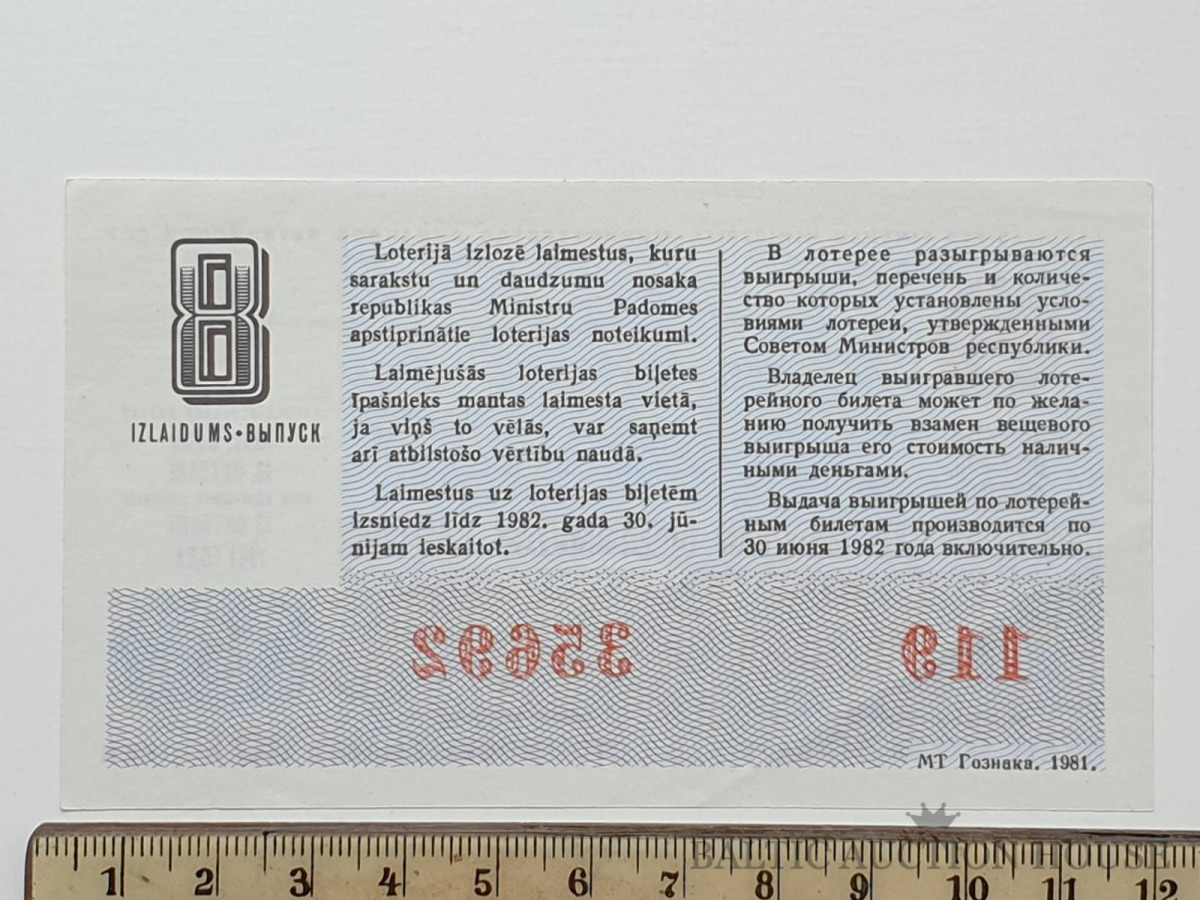 8
IZLAIDUMS•ВЫПУСК
Loterijā izlozē laimestus, kuru
sarakstu un daudzumu nosaka
republikas Ministru Padomes
apstiprinātie loterijas noteikumi.
Laimējušās loterijas biļetes
īpašnieks mantas laimesta vietā,
ja viņš to vēlās, var saņemt
arī atbilstošo vērtību naudā.
Laimestus uz loterijas biļetēm
izsniedz līdz 1982. gada 30. jū-
nijam ieskaitot.
В лотерее разыгрываются
выигрыши, перечень и количе-
ство которых установлены усло-
виями лотереи, утвержденными
Советом Министров республики.
Владелец выигравшего лоте-
рейного билета может по жела-
нию получить взамен вещевого
выигрыша его стоимость налич-
ными деньгами.
Выдача выигрышей по лотерей-
ным билетам производится по
30 июня 1982 года включительно.
35692
119
МТ Гознака. 1981.
BALTIC AUCTION HOUSE
1 2 3 4 5 6 7 8 9 10 11 12